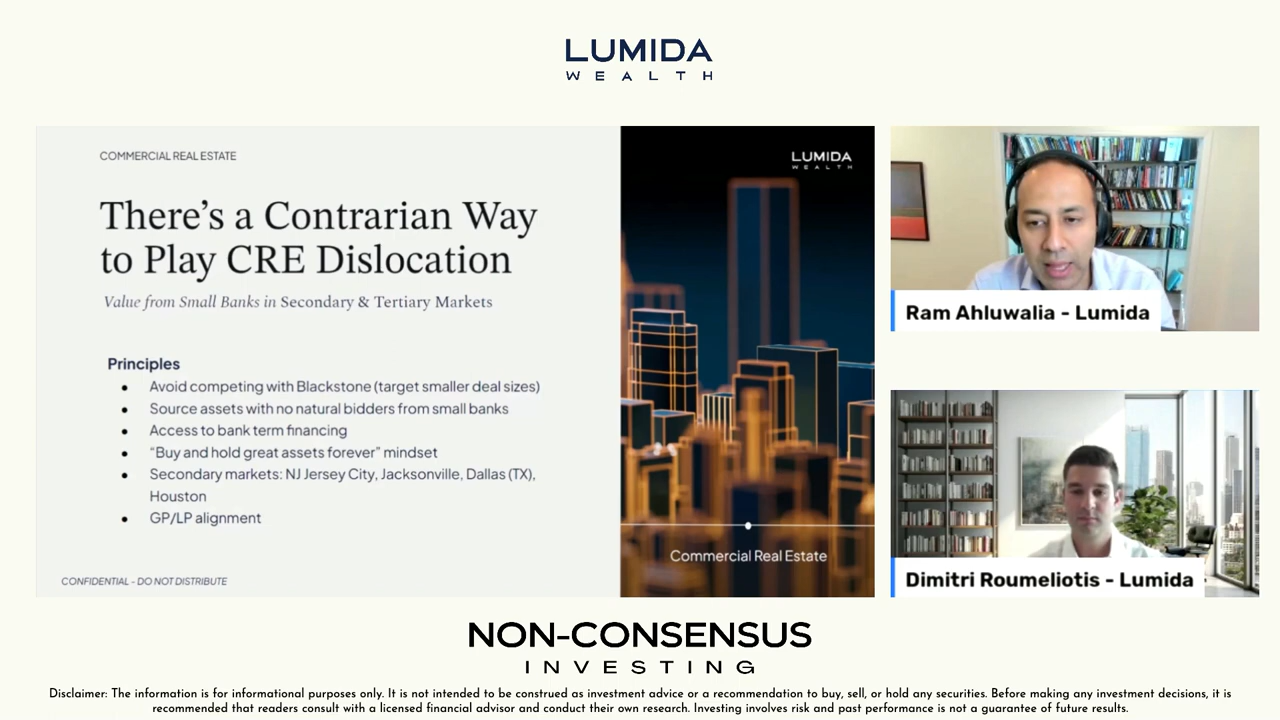 LUMIDA
WEALTH
COMMERCIAL REAL ESTATE
There's a Contrarian Way
to Play CRE Dislocation
Value from Small Banks in Secondary & Tertiary Markets
Principles
• Avoid competing with Blackstone (target smaller deal sizes)
• Source assets with no natural bidders from small banks
• Access to bank term financing
• “Buy and hold great assets forever” mindset
• Secondary markets: NJ Jersey City, Jacksonville, Dallas (TX),
Houston
• GP/LP alignment
CONFIDENTIAL - DO NOT DISTRIBUTE
LUMIDA
WEALTH
Commercial Real Estate
Ram Ahluwalia - Lumida
Dimitri Roumeliotis - Lumida
NON-CONSENSUS
INVESTING
Disclaimer: The information is for informational purposes only. It is not intended to be construed as investment advice or a recommendation to buy, sell, or hold any securities. Before making any investment decisions, it is
recommended that readers consult with a licensed financial advisor and conduct their own research. Investing involves risk and past performance is not a guarantee of future results.